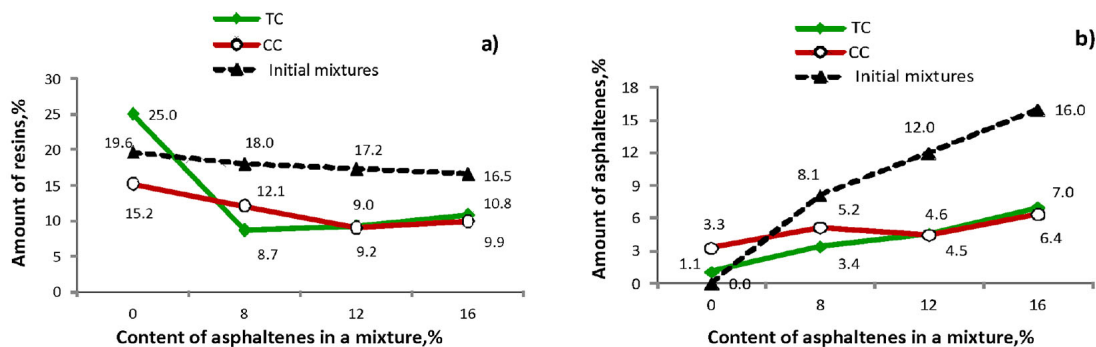 TC
CC
Initial mixtures
a)
Amount of resins,%
30
25
20
15
10
5
0
25.0
19.6
18.0
17.2
16.5
15.2
12.1
9.0
10.8
8.7
9.2
9.9
0 8 12 16
Content of asphaltenes in a mixture,%
TC
CC
Initial mixtures
b)
Amount of asphaltenes,%
18
15
12
9
6
3
0
16.0
12.0
8.1
7.0
3.3
5.2
4.6
1.1
3.4
4.5
6.4
0.0
0 8 12 16
Content of asphaltenes in a mixture,%